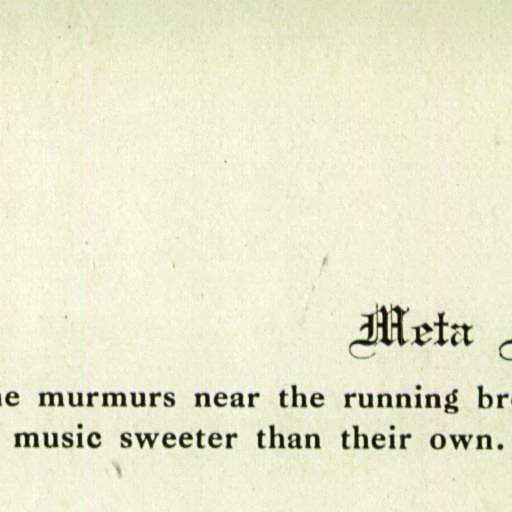 Meta
murmurs near the running
music sweeter than their own.